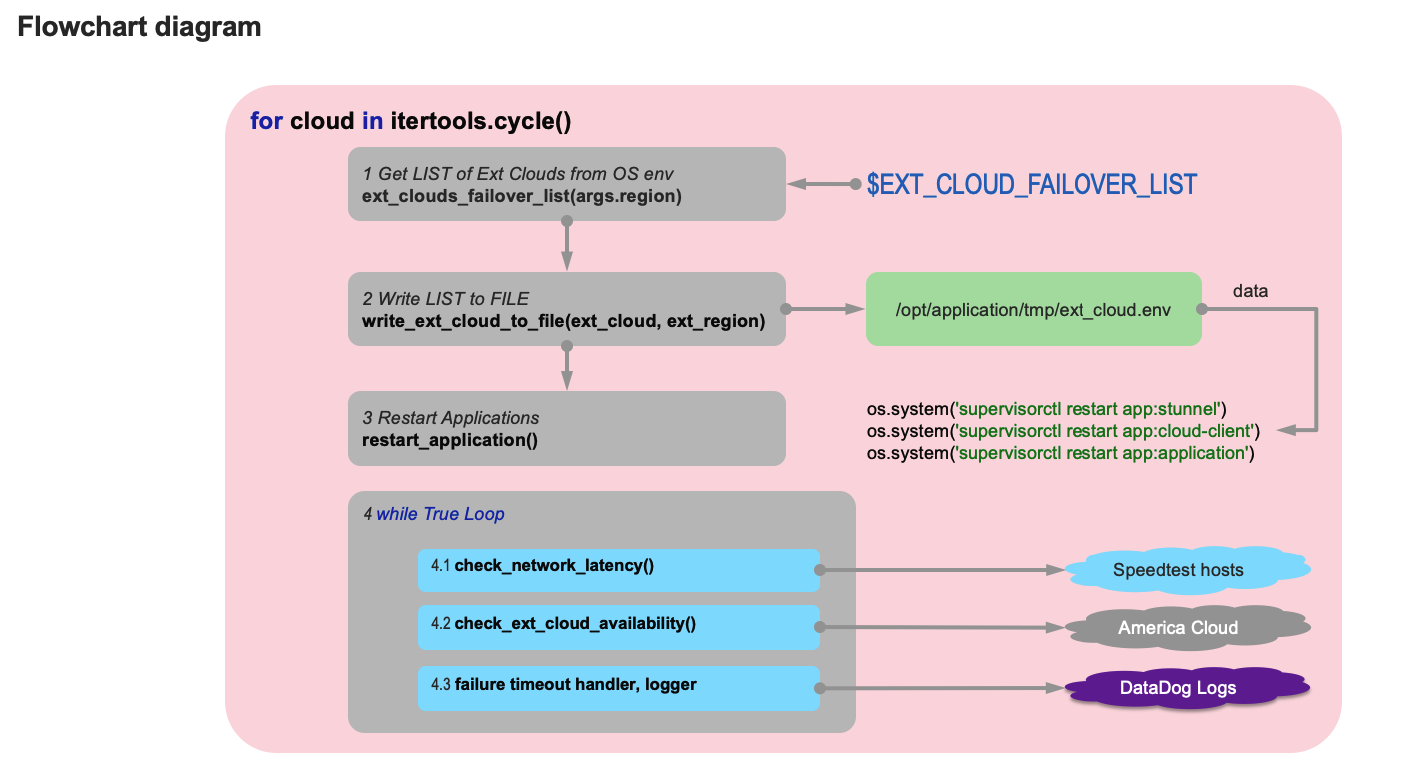 Flowchart diagram
for cloud in itertools.cycle()
1 Get LIST of Ext Clouds from OS env
ext_clouds_failover_list(args.region)
$EXT_CLOUD_FAILOVER_LIST
2 Write LIST to FILE
write_ext_cloud_to_file(ext_cloud, ext_region)
/opt/application/tmp/ext_cloud.env
data
3 Restart Applications
restart_application()
os.system('supervisorctl restart app:stunnel')
os.system('supervisorctl restart app:cloud-client')
os.system('supervisorctl restart app:application')
4 while True Loop
4.1 check_network_latency()
Speedtest hosts
4.2 check_ext_cloud_availability()
America Cloud
4.3 failure timeout handler, logger
DataDog Logs